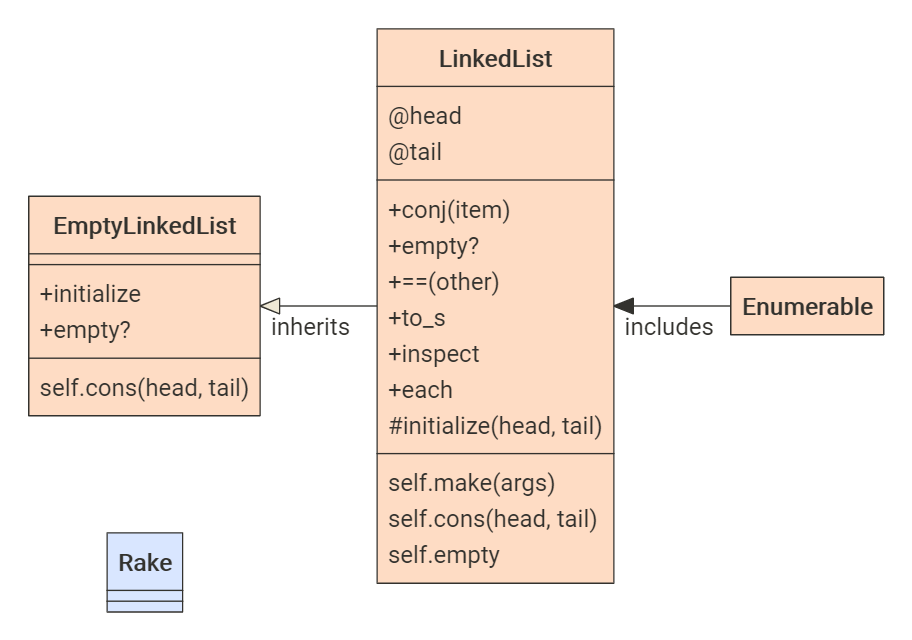 LinkedList
@head
@tail
+conj(item)
+empty?
+==(other)
+to_s
+inspect
+each
#initialize(head, tail)
self.make(args)
self.cons(head, tail)
self.empty
EmptyLinkedList
+initialize
+empty?
self.cons(head, tail)
inherits
includes
Enumerable
Rake